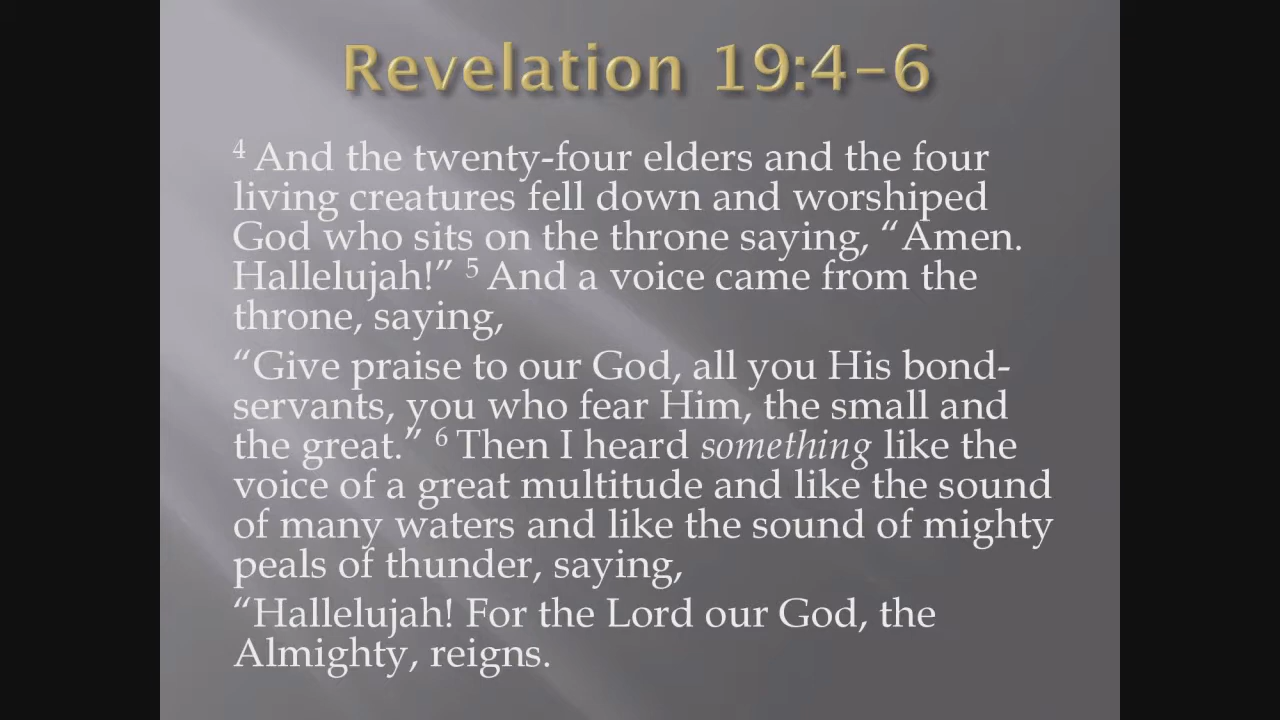 Revelation 19:4-6
4 And the twenty-four elders and the four
living creatures fell down and worshiped
God who sits on the throne saying, “Amen.
Hallelujah!” 5 And a voice came from the
throne, saying,
“Give praise to our God, all you His bond-
servants, you who fear Him, the small and
the great.” 6 Then I heard something like the
voice of a great multitude and like the sound
of many waters and like the sound of mighty
peals of thunder, saying,
“Hallelujah! For the Lord our God, the
Almighty, reigns.